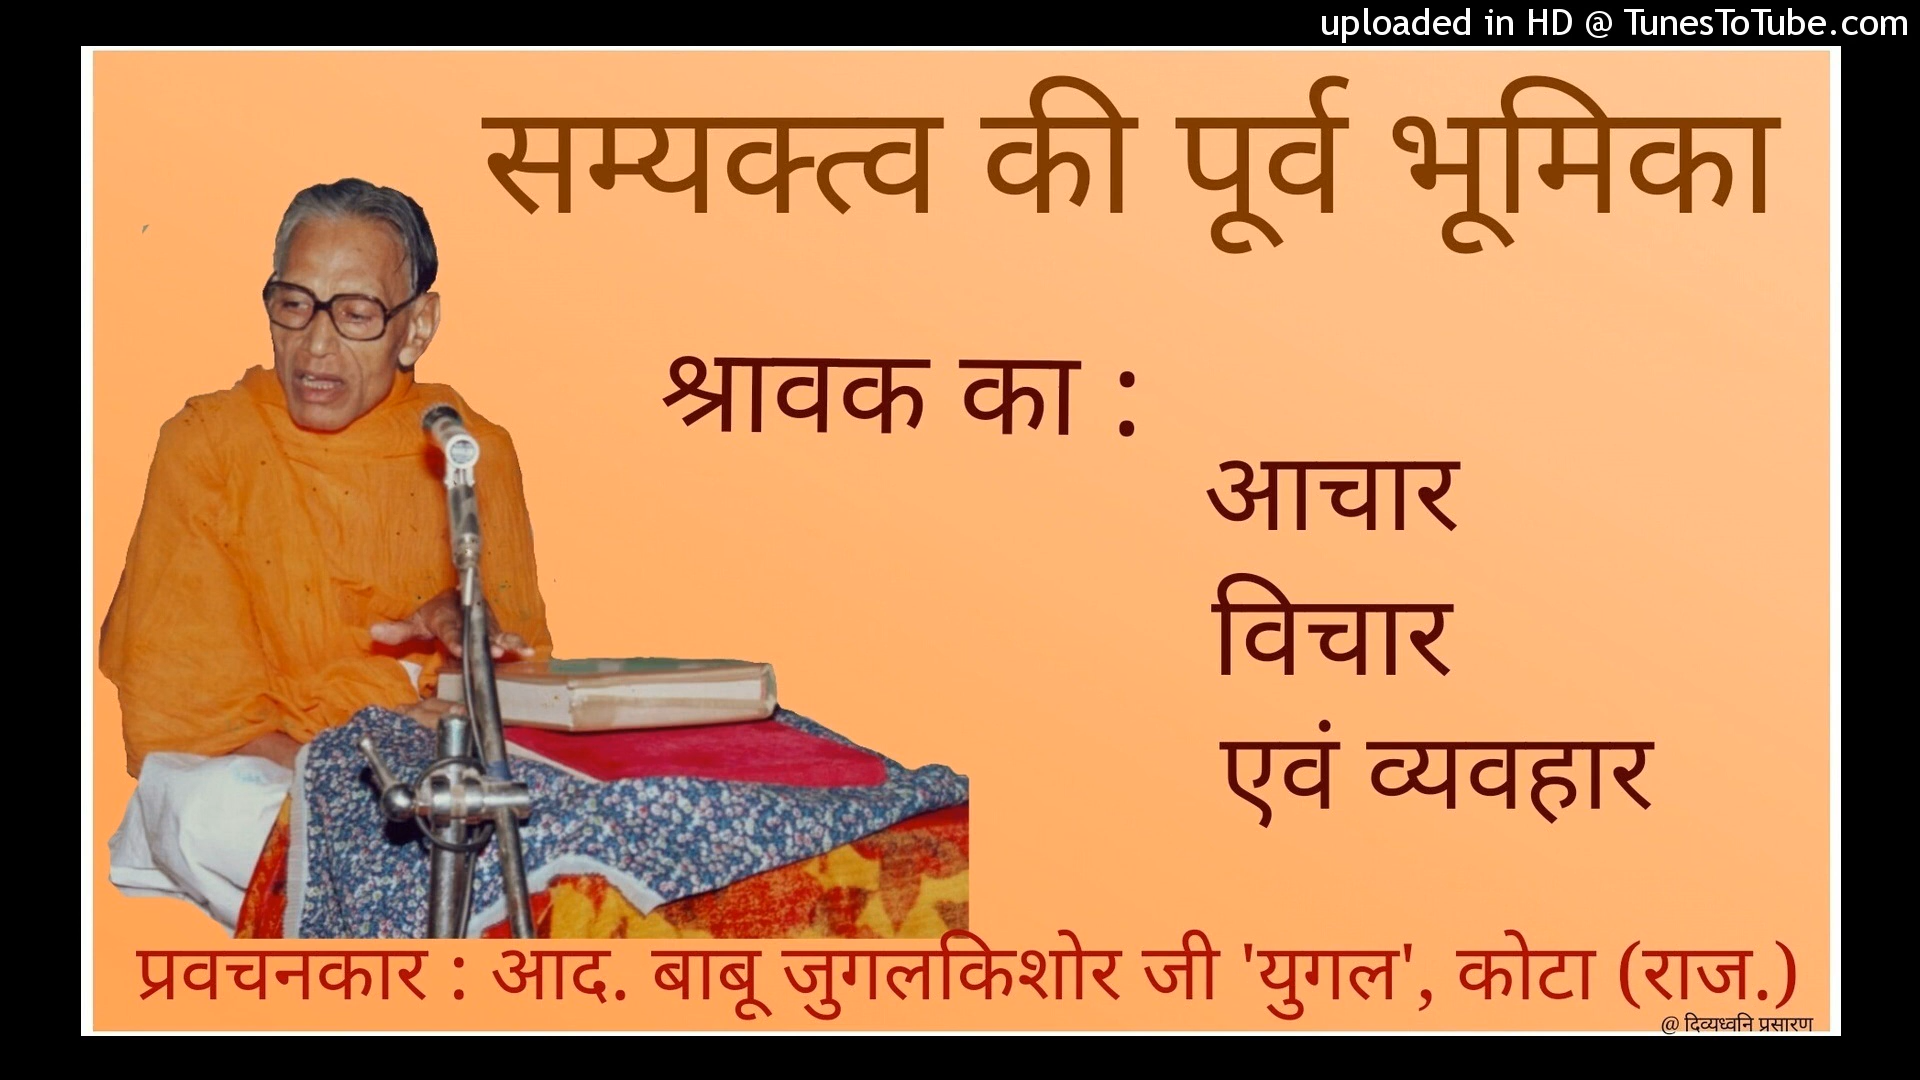 uploaded in HD @ TunesToTube.com
सम्यक्त्व की पूर्व भूमिका
श्रावक का :
आचार
विचार
एवं व्यवहार
प्रवचनकार : आद. बाबू जुगलकिशोर जी 'युगल', कोटा (राज.)
@ दिव्यध्वनि प्रसारण